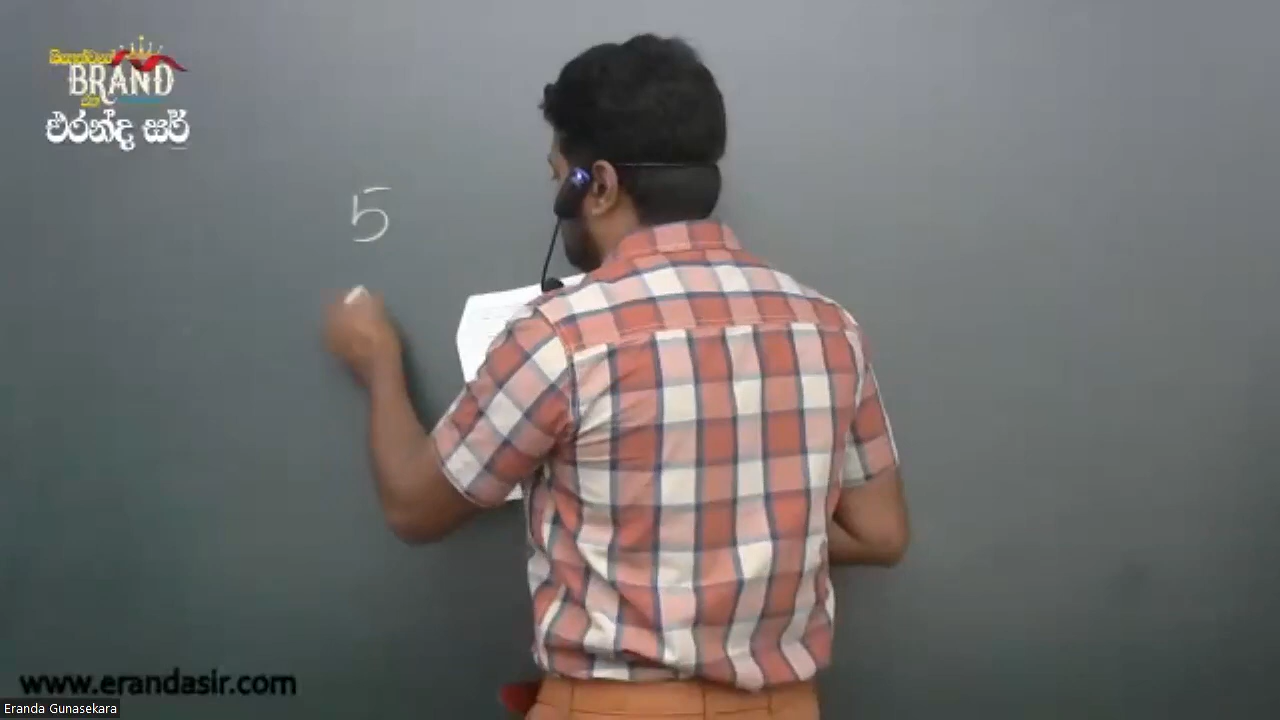 BRAND
එරන්ද සර්
5
www.erandasir.com
Eranda Gunasekara